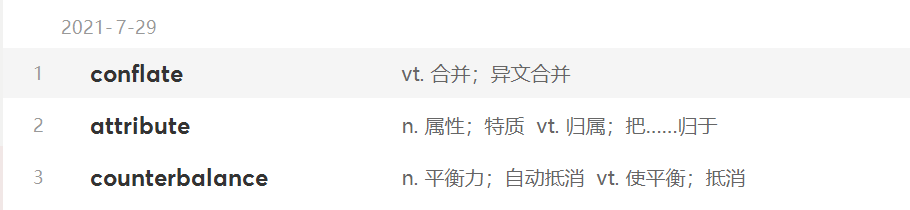 2021-7-29
1 conflate vt. 合并；异文合并
2 attribute n. 属性；特质 vt. 归属；把……归于
3 counterbalance n. 平衡力；自动抵消 vt. 使平衡；抵消